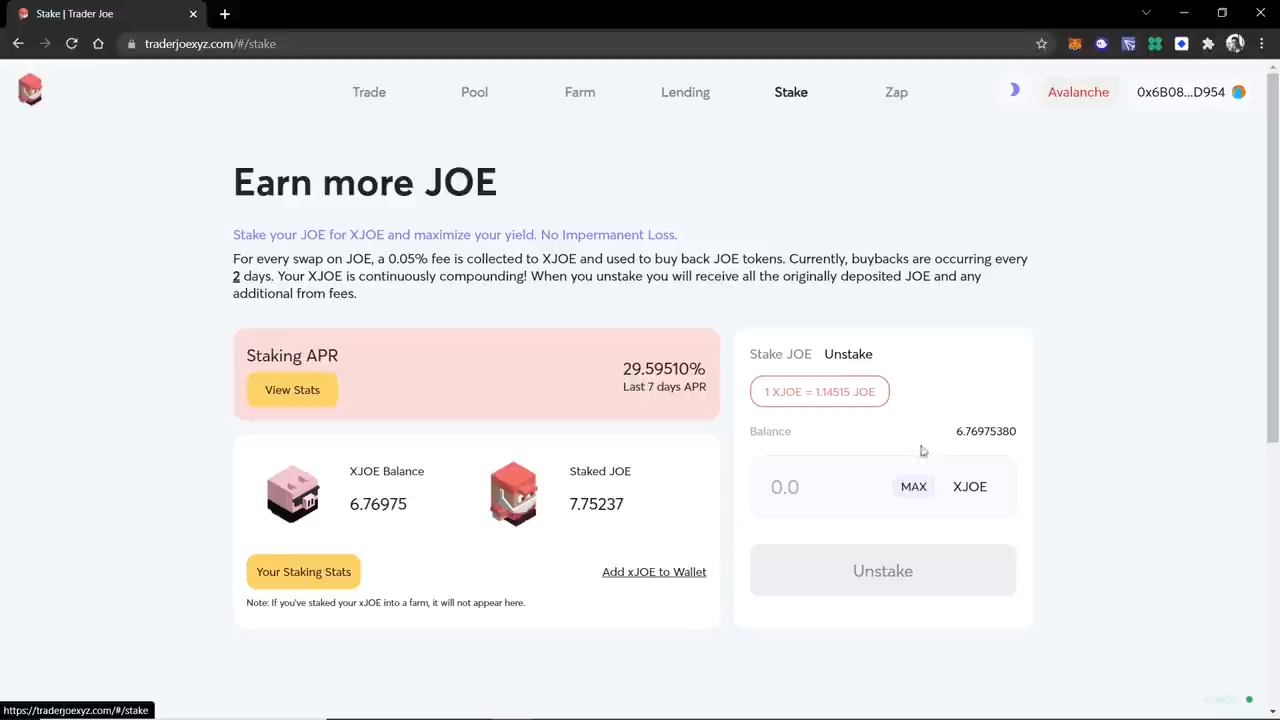 Stake | Trader Joe
traderjoexyz.com/#/stake
Trade Pool Farm Lending Stake Zap Avalanche 0x6B08...D954
Earn more JOE
Stake your JOE for XJOE and maximize your yield. No Impermanent Loss.
For every swap on JOE, a 0.05% fee is collected to XJOE and used to buy back JOE tokens. Currently, buybacks are occurring every
2 days. Your XJOE is continuously compounding! When you unstake you will receive all the originally deposited JOE and any
additional from fees.
Staking APR
View Stats
29.59510%
Last 7 days APR
XJOE Balance
6.76975
Staked JOE
7.75237
Your Staking Stats
Add xJOE to Wallet
Note: If you've staked your xJOE into a farm, it will not appear here.
Stake JOE Unstake
1 XJOE = 1.14515 JOE
Balance 6.76975380
0.0 MAX XJOE
Unstake
https://traderjoexyz.com/#/stake